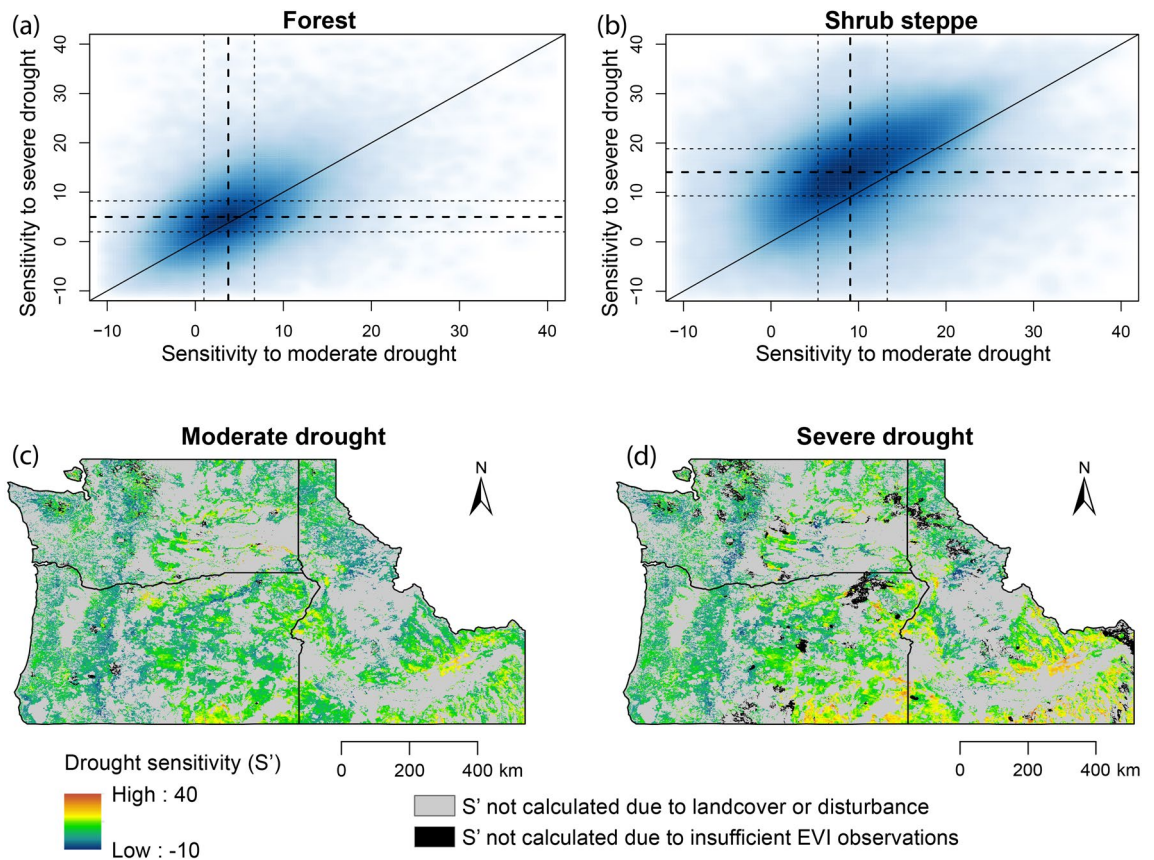 (a)
Forest
Sensitivity to severe drought
40
30
20
10
0
−10
−10 0 10 20 30 40
Sensitivity to moderate drought
(b)
Shrub steppe
Sensitivity to severe drought
40
30
20
10
0
−10
−10 0 10 20 30 40
Sensitivity to moderate drought
(c)
Moderate drought
N
0 200 400 km
(d)
Severe drought
N
0 200 400 km
Drought sensitivity (S’)
High : 40
Low : -10
S’ not calculated due to landcover or disturbance
S’ not calculated due to insufficient EVI observations